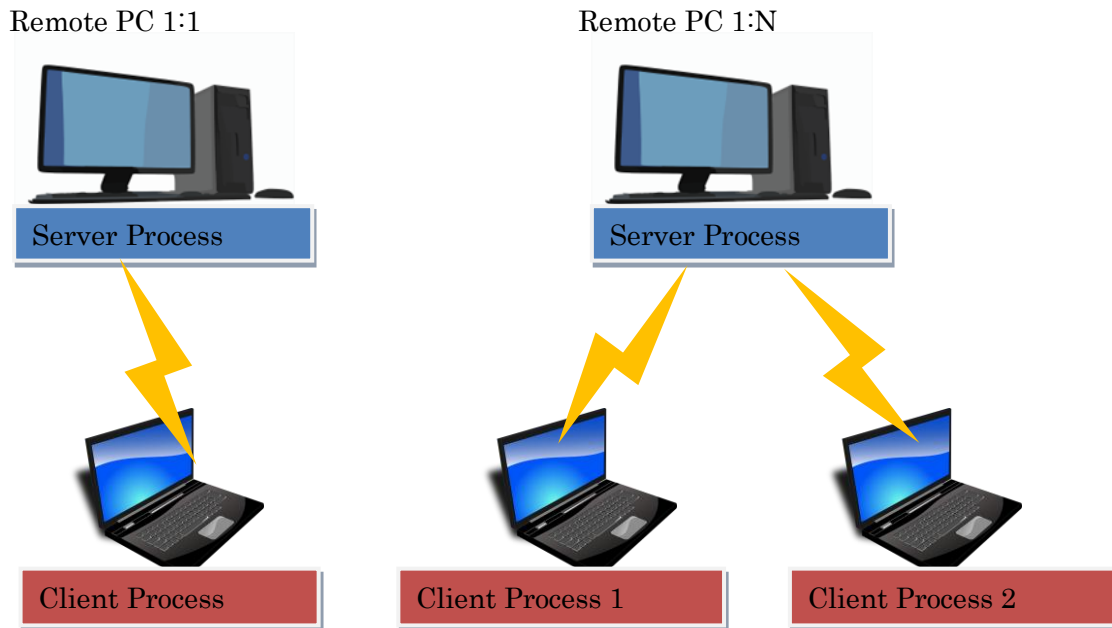 Remote PC 1:1
Remote PC 1:N
Server Process
Server Process
Client Process
Client Process 1
Client Process 2